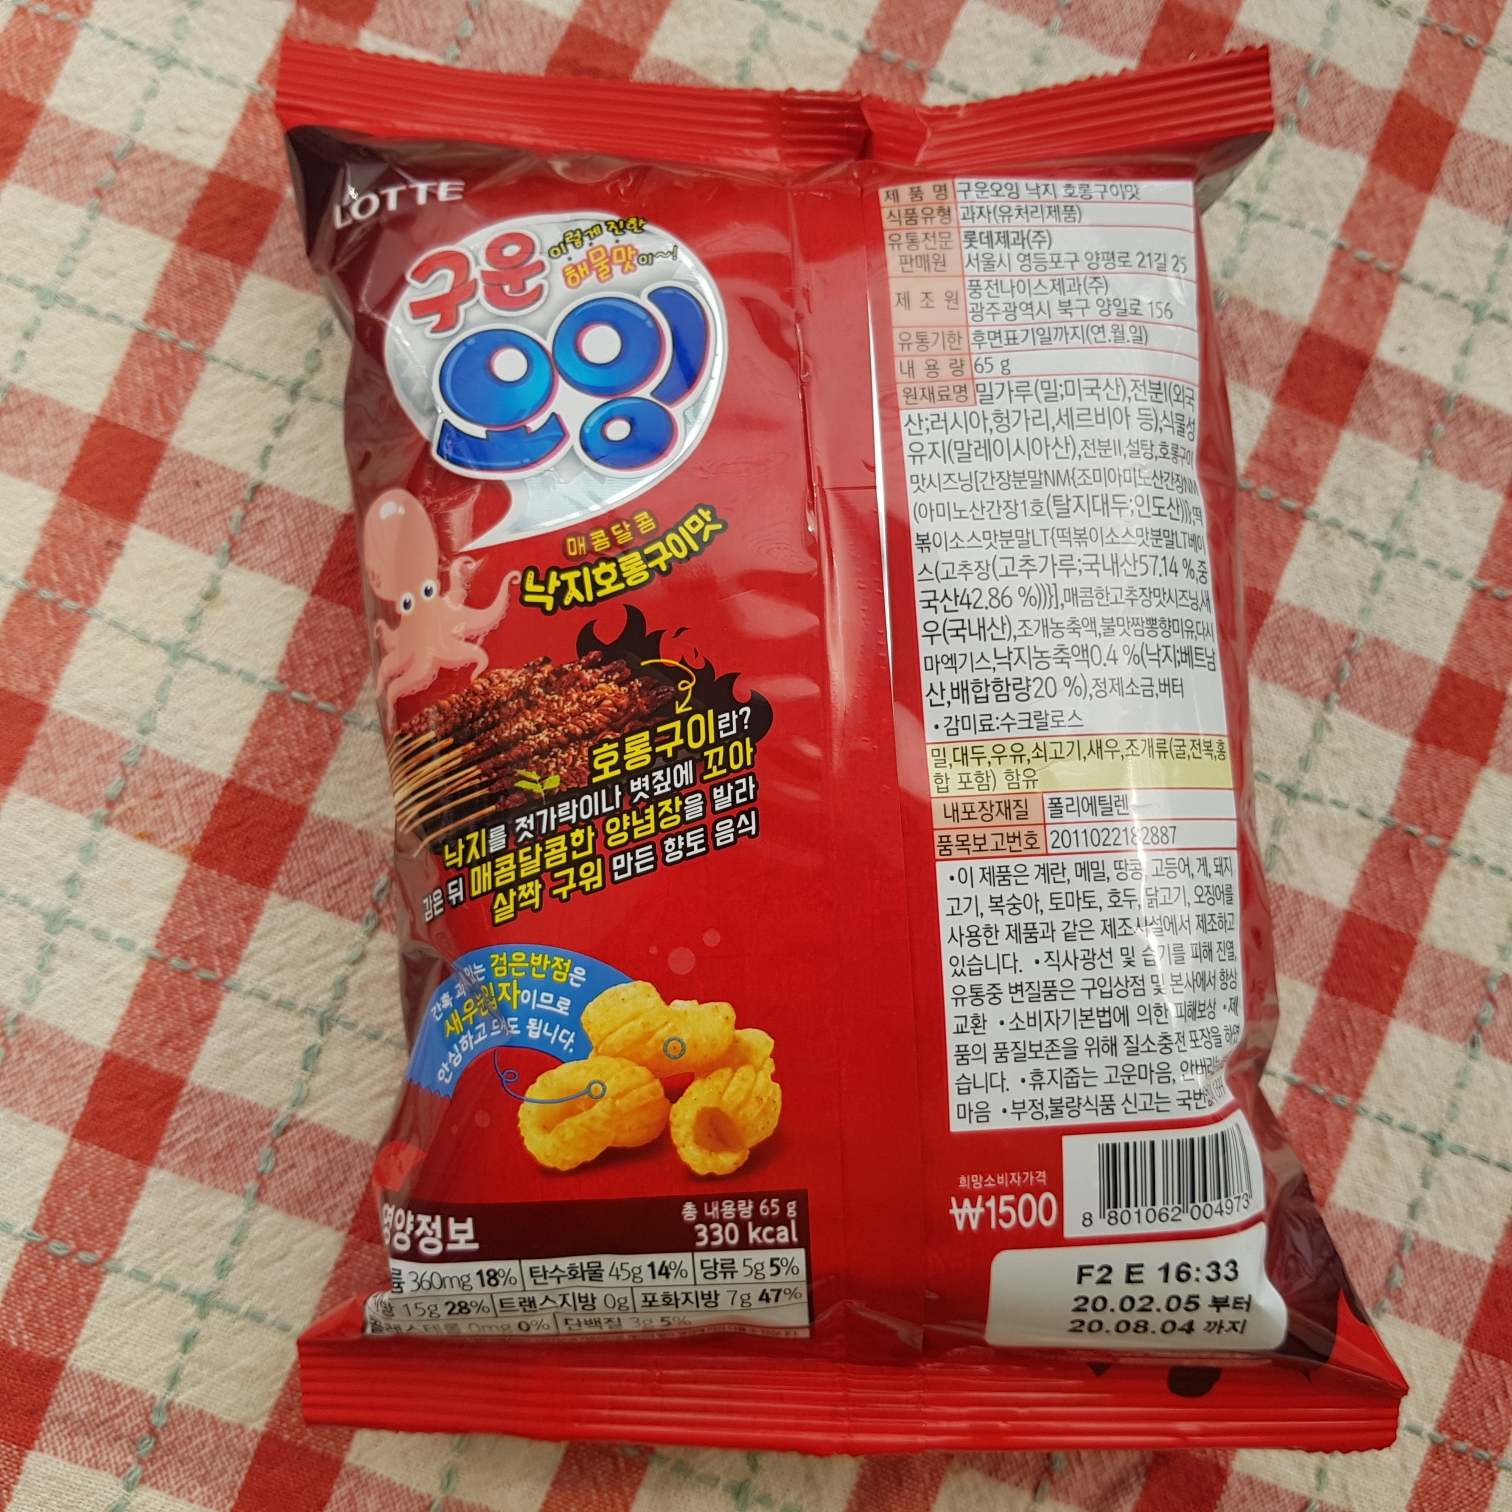 LOTTE
구운
이렇게 진한
해물맛이~!
오잉
매콤달콤
낙지호롱구이맛
호롱구이란?
낙지를 젓가락이나 볏짚에 꼬아
감은 뒤 매콤달콤한 양념장을 발라
살짝 구워 만든 향토 음식
간혹 과 있는 검은반점은
새우눈입자이므로
안심하고 드셔도 됩니다.
영양정보
총 내용량 65 g
330 kcal
360mg 18% 탄수화물 45g 14% 당류 5g 5%
15g 28% 트랜스지방 0g 포화지방 7g 47%
0mg 0% 단백질 3g 5%
제 품 명 구운오잉 낙지 호롱구이맛
식품유형 과자(유처리제품)
유통전문 롯데제과(주)
판매원 서울시 영등포구 양평로 21길 25
제 조 원 풍전나이스제과(주)
광주광역시 북구 양일로 156
유통기한 후면표기일까지(연.월.일)
내 용 량 65 g
원재료명 밀가루(밀;미국산),전분I(외국
산;러시아,헝가리,세르비아 등),식물성
유지(말레이시아산),전분II,설탕,호롱구이
맛시즈닝[간장분말NM{조미아미노산간장NM
(아미노산간장1호(탈지대두;인도산))},떡
볶이소스맛분말LT{떡볶이소스맛분말LT베이
스(고추장(고추가루;국내산57.14 %,중
국산42.86 %))}],매콤한고추장맛시즈닝,새
우(국내산),조개농축액,불맛짬뽕향미유,다시
마엑기스,낙지농축액0.4 %(낙지;베트남
산,배합함량20 %),정제소금,버터
•감미료:수크랄로스
밀,대두,우유,쇠고기,새우,조개류(굴,전복,홍
합 포함) 함유
내포장재질 폴리에틸렌
품목보고번호 2011022182887
•이 제품은 계란, 메밀, 땅콩, 고등어, 게, 돼지
고기, 복숭아, 토마토, 호두, 닭고기, 오징어를
사용한 제품과 같은 제조시설에서 제조하고
있습니다. •직사광선 및 습기를 피해 진열,
유통중 변질품은 구입상점 및 본사에서 항상
교환 •소비자기본법에 의한 피해보상 •제
품의 품질보존을 위해 질소충전 포장을 하였
습니다. •휴지줍는 고운마음, 안버리는
마음 •부정,불량식품 신고는 국번없이
희망소비자가격
₩1500
8 801062 004973
F2 E 16:33
20.02.05 부터
20.08.04 까지